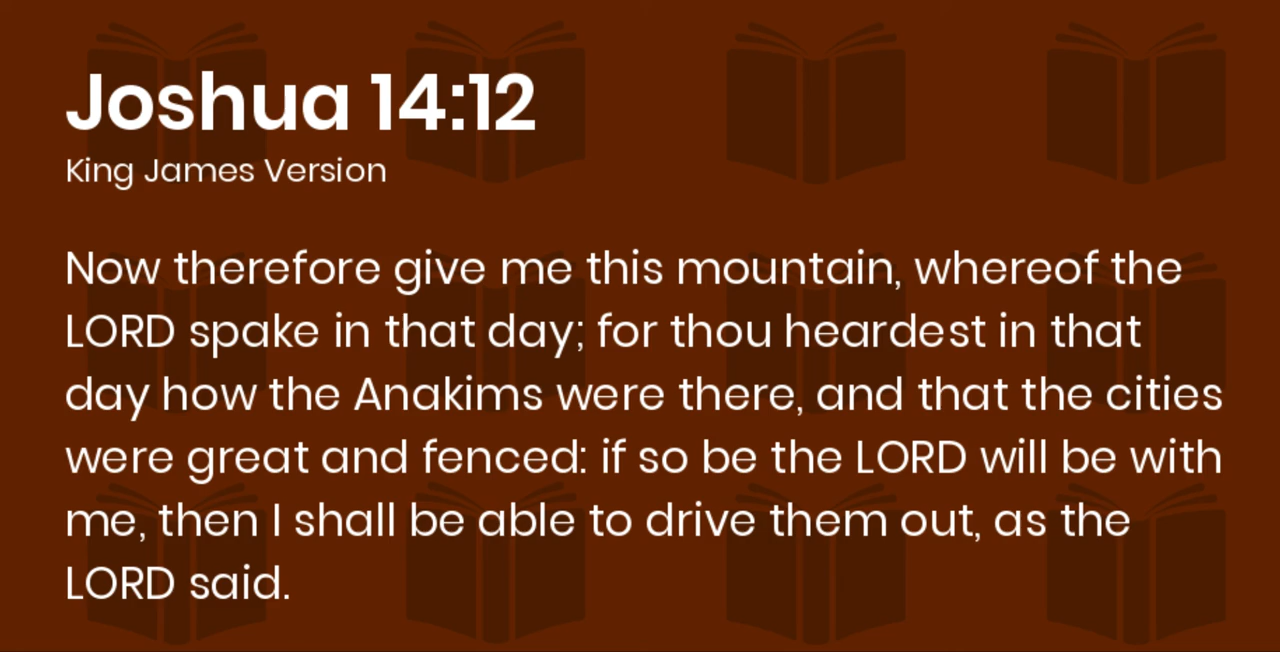 Joshua 14:12
King James Version
Now therefore give me this mountain, whereof the
LORD spake in that day; for thou heardest in that
day how the Anakims were there, and that the cities
were great and fenced: if so be the LORD will be with
me, then I shall be able to drive them out, as the
LORD said.